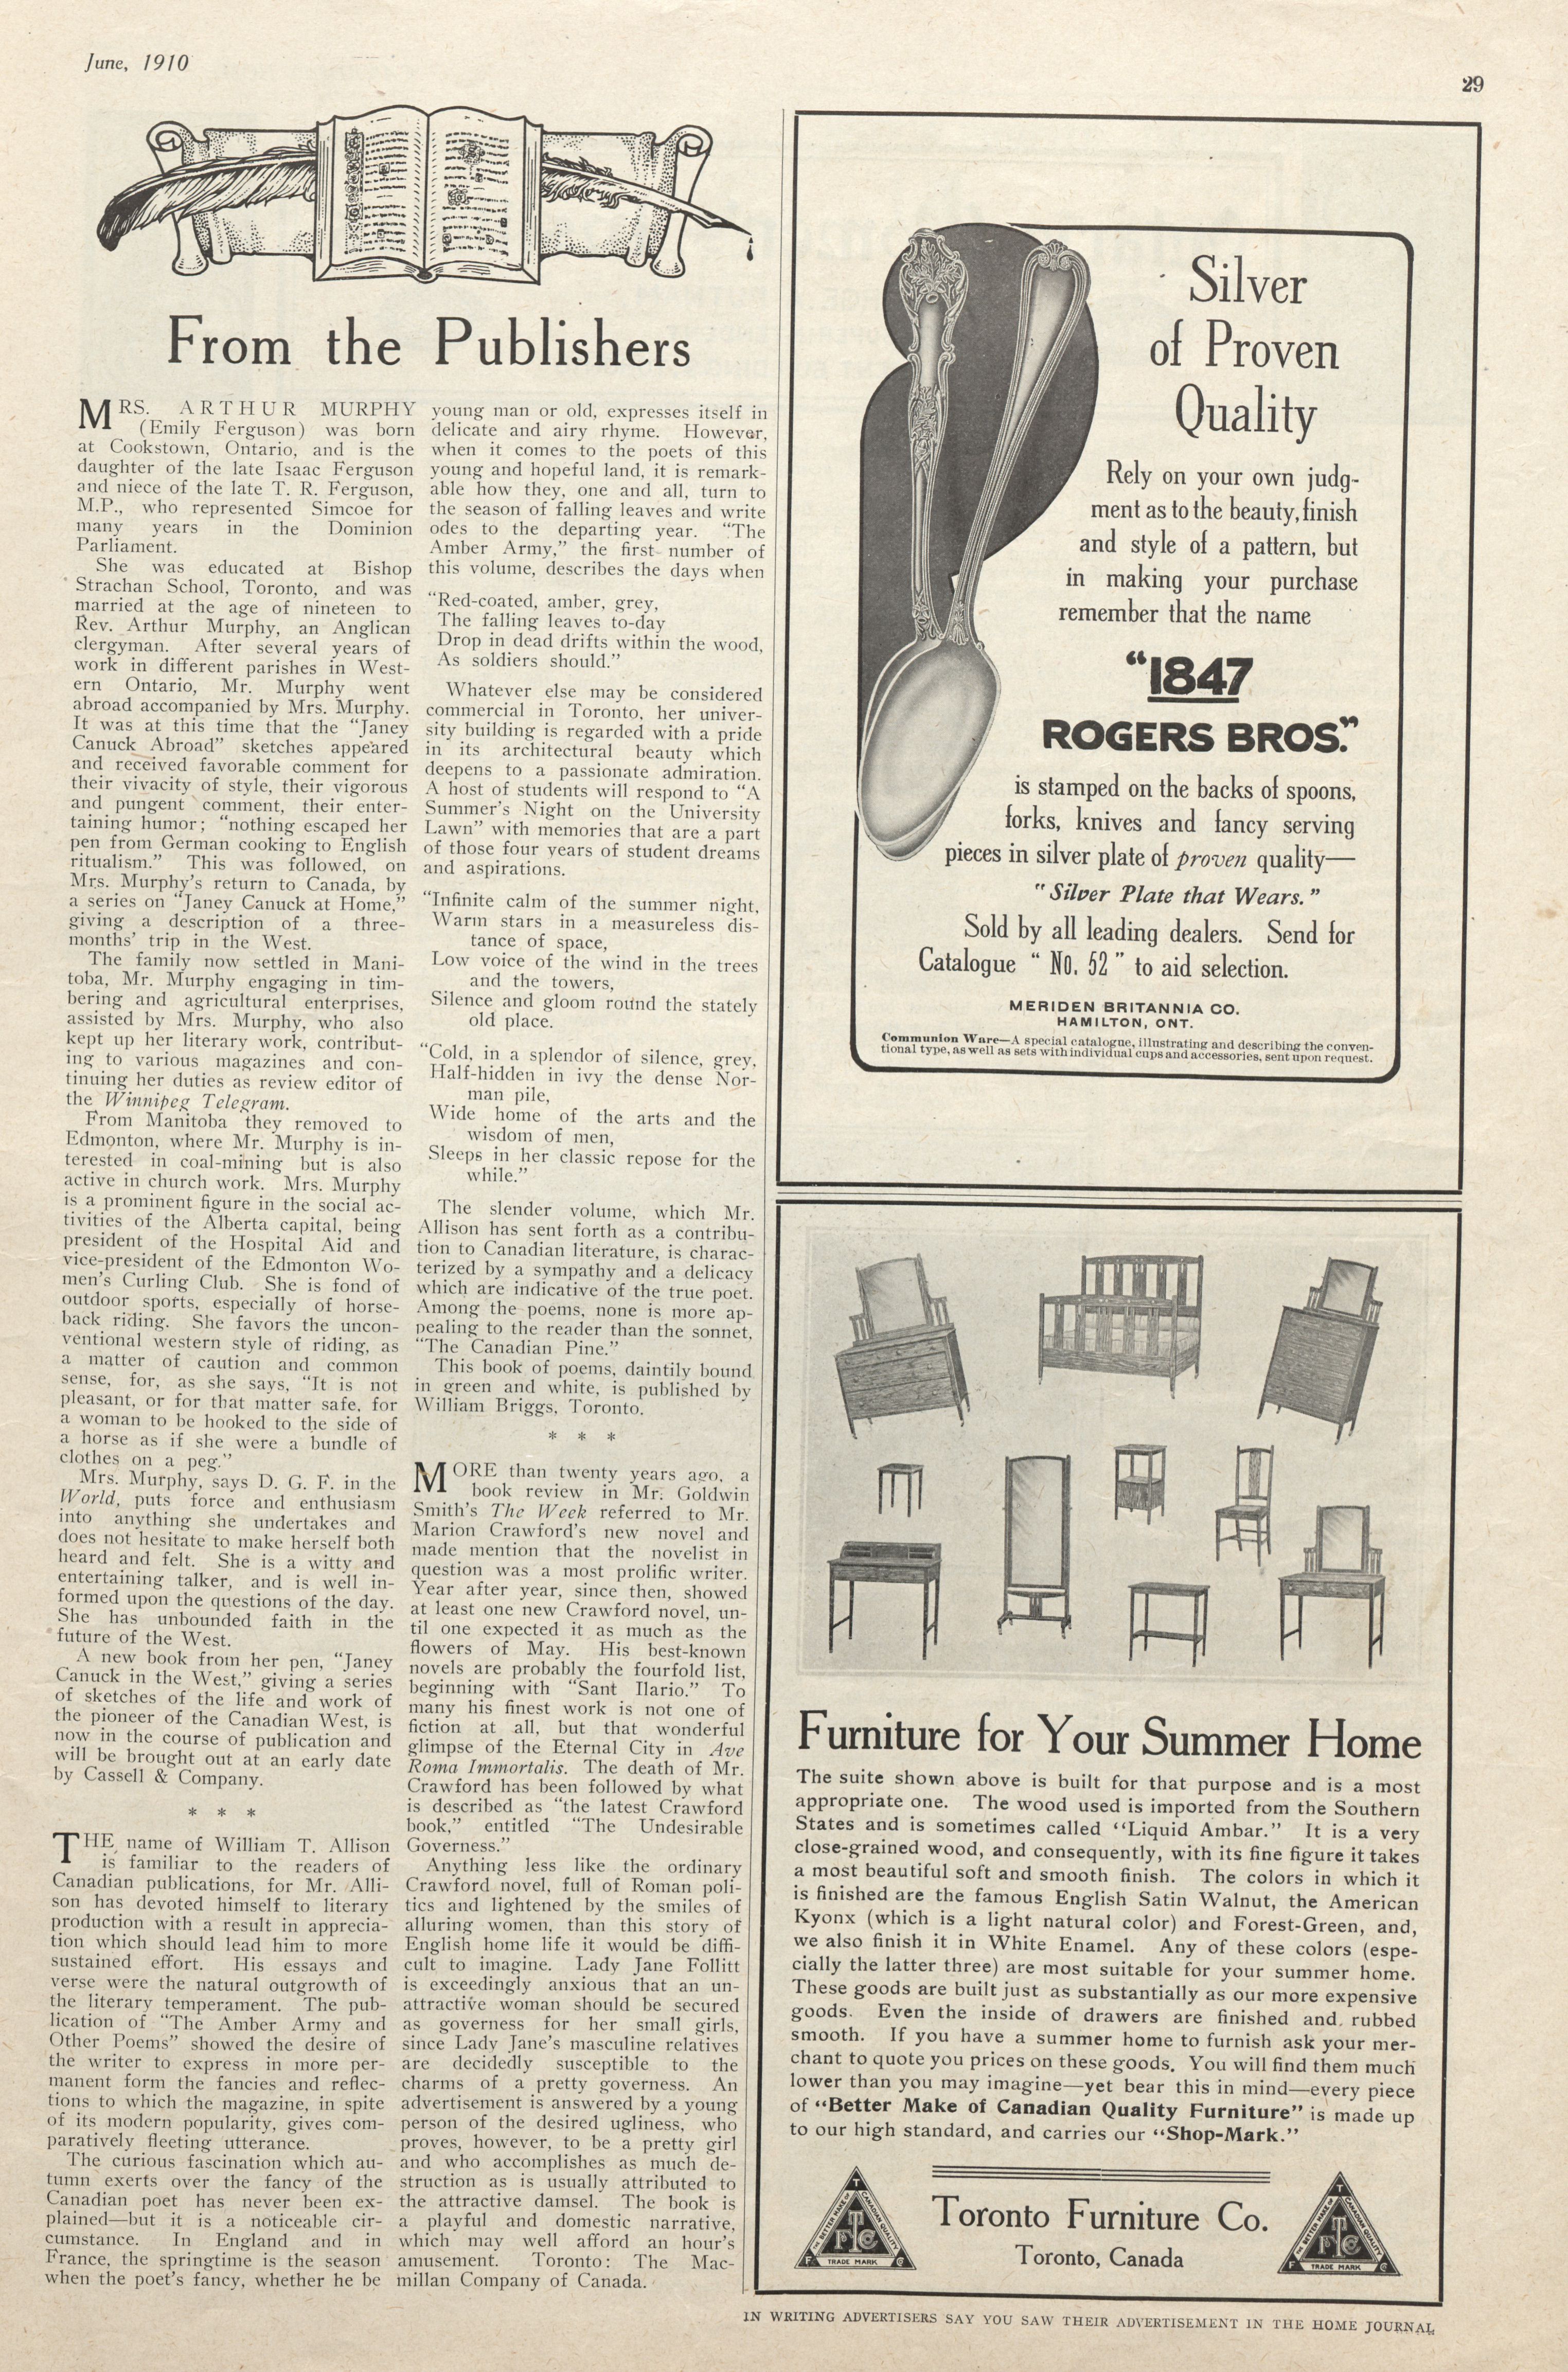 June, 1910
29
From the Publishers
MRS. ARTHUR MURPHY
(Emily Ferguson) was born
at Cookstown, Ontario, and is the
daughter of the late Isaac Ferguson
and niece of the late T. R. Ferguson,
M.P., who represented Simcoe for
many years in the Dominion
Parliament.
She was educated at Bishop
Strachan School, Toronto, and was
married at the age of nineteen to
Rev. Arthur Murphy, an Anglican
clergyman. After several years of
work in different parishes in West-
ern Ontario, Mr. Murphy went
abroad accompanied by Mrs. Murphy.
It was at this time that the "Janey
Canuck Abroad" sketches appeared
and received favorable comment for
their vivacity of style, their vigorous
and pungent comment, their enter-
taining humor; "nothing escaped her
pen from German cooking to English
ritualism." This was followed, on
Mrs. Murphy's return to Canada, by
a series on "Janey Canuck at Home,"
giving a description of a three-
months' trip in the West.
The family now settled in Mani-
toba, Mr. Murphy engaging in tim-
bering and agricultural enterprises,
assisted by Mrs. Murphy, who also
kept up her literary work, contribut-
ing to various magazines and con-
tinuing her duties as review editor of
the Winnipeg Telegram.
From Manitoba they removed to
Edmonton, where Mr. Murphy is in-
terested in coal-mining but is also
active in church work. Mrs. Murphy
is a prominent figure in the social ac-
tivities of the Alberta capital, being
president of the Hospital Aid and
vice-president of the Edmonton Wo-
men's Curling Club. She is fond of
outdoor sports, especially of horse-
back riding. She favors the uncon-
ventional western style of riding, as
a matter of caution and common
sense, for, as she says, "It is not
pleasant, or for that matter safe, for
a woman to be hooked to the side of
a horse as if she were a bundle of
clothes on a peg."
Mrs. Murphy, says D. G. F. in the
World, puts force and enthusiasm
into anything she undertakes and
does not hesitate to make herself both
heard and felt. She is a witty and
entertaining talker, and is well in-
formed upon the questions of the day.
She has unbounded faith in the
future of the West.
A new book from her pen, "Janey
Canuck in the West," giving a series
of sketches of the life and work of
the pioneer of the Canadian West, is
now in the course of publication and
will be brought out at an early date
by Cassell & Company.
* * *
THE name of William T. Allison
is familiar to the readers of
Canadian publications, for Mr. Alli-
son has devoted himself to literary
production with a result in apprecia-
tion which should lead him to more
sustained effort. His essays and
verse were the natural outgrowth of
the literary temperament. The pub-
lication of "The Amber Army and
Other Poems" showed the desire of
the writer to express in more per-
manent form the fancies and reflec-
tions to which the magazine, in spite
of its modern popularity, gives com-
paratively fleeting utterance.
The curious fascination which au-
tumn exerts over the fancy of the
Canadian poet has never been ex-
plained—but it is a noticeable cir-
cumstance. In England and in
France, the springtime is the season
when the poet's fancy, whether he be
young man or old, expresses itself in
delicate and airy rhyme. However,
when it comes to the poets of this
young and hopeful land, it is remark-
able how they, one and all, turn to
the season of falling leaves and write
odes to the departing year. "The
Amber Army," the first number of
this volume, describes the days when
"Red-coated, amber, grey,
The falling leaves to-day
Drop in dead drifts within the wood,
As soldiers should."
Whatever else may be considered
commercial in Toronto, her univer-
sity building is regarded with a pride
in its architectural beauty which
deepens to a passionate admiration.
A host of students will respond to "A
Summer's Night on the University
Lawn" with memories that are a part
of those four years of student dreams
and aspirations.
"Infinite calm of the summer night,
Warm stars in a measureless dis-
tance of space,
Low voice of the wind in the trees
and the towers,
Silence and gloom round the stately
old place.
"Cold, in a splendor of silence, grey,
Half-hidden in ivy the dense Nor-
man pile,
Wide home of the arts and the
wisdom of men,
Sleeps in her classic repose for the
while."
The slender volume, which Mr.
Allison has sent forth as a contribu-
tion to Canadian literature, is charac-
terized by a sympathy and a delicacy
which are indicative of the true poet.
Among the poems, none is more ap-
pealing to the reader than the sonnet,
"The Canadian Pine."
This book of poems, daintily bound
in green and white, is published by
William Briggs, Toronto.
* * *
MORE than twenty years ago, a
book review in Mr. Goldwin
Smith's The Week referred to Mr.
Marion Crawford's new novel and
made mention that the novelist in
question was a most prolific writer.
Year after year, since then, showed
at least one new Crawford novel, un-
til one expected it as much as the
flowers of May. His best-known
novels are probably the fourfold list,
beginning with "Sant Ilario." To
many his finest work is not one of
fiction at all, but that wonderful
glimpse of the Eternal City in Ave
Roma Immortalis. The death of Mr.
Crawford has been followed by what
is described as "the latest Crawford
book," entitled "The Undesirable
Governess."
Anything less like the ordinary
Crawford novel, full of Roman poli-
tics and lightened by the smiles of
alluring women, than this story of
English home life it would be diffi-
cult to imagine. Lady Jane Follitt
is exceedingly anxious that an un-
attractive woman should be secured
as governess for her small girls,
since Lady Jane's masculine relatives
are decidedly susceptible to the
charms of a pretty governess. An
advertisement is answered by a young
person of the desired ugliness, who
proves, however, to be a pretty girl
and who accomplishes as much de-
struction as is usually attributed to
the attractive damsel. The book is
a playful and domestic narrative,
which may well afford an hour's
amusement. Toronto: The Mac-
millan Company of Canada.
Silver
of Proven
Quality
Rely on your own judg-
ment as to the beauty, finish
and style of a pattern, but
in making your purchase
remember that the name
"1847
ROGERS BROS."
is stamped on the backs of spoons,
forks, knives and fancy serving
pieces in silver plate of proven quality—
"Silver Plate that Wears."
Sold by all leading dealers. Send for
Catalogue "No. 52" to aid selection.
MERIDEN BRITANNIA CO.
HAMILTON, ONT.
Communion Ware—A special catalogue, illustrating and describing the conven-
tional type, as well as sets with individual cups and accessories, sent upon request.
Furniture for Your Summer Home
The suite shown above is built for that purpose and is a most
appropriate one. The wood used is imported from the Southern
States and is sometimes called "Liquid Ambar." It is a very
close-grained wood, and consequently, with its fine figure it takes
a most beautiful soft and smooth finish. The colors in which it
is finished are the famous English Satin Walnut, the American
Kyonx (which is a light natural color) and Forest-Green, and,
we also finish it in White Enamel. Any of these colors (espe-
cially the latter three) are most suitable for your summer home.
These goods are built just as substantially as our more expensive
goods. Even the inside of drawers are finished and rubbed
smooth. If you have a summer home to furnish ask your mer-
chant to quote you prices on these goods. You will find them much
lower than you may imagine—yet bear this in mind—every piece
of "Better Make of Canadian Quality Furniture" is made up
to our high standard, and carries our "Shop-Mark."
T
THE BETTER MAKE OF
CANADIAN QUALITY
TFC
F TRADE MARK C
Toronto Furniture Co.
Toronto, Canada
T
THE BETTER MAKE OF
CANADIAN QUALITY
TFC
F TRADE MARK C
IN WRITING ADVERTISERS SAY YOU SAW THEIR ADVERTISEMENT IN THE HOME JOURNAL